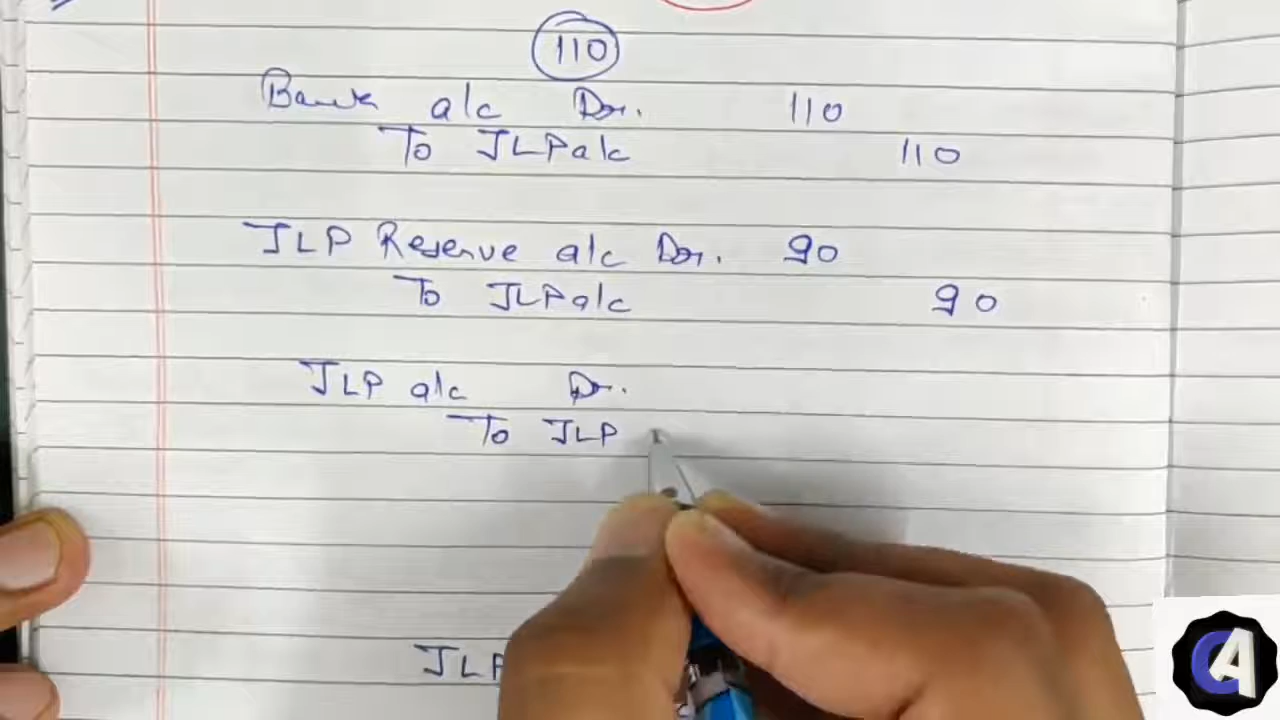 110
Bank a/c Dr. 110
To JLP a/c 110
JLP Reserve a/c Dr. 90
To JLP a/c 90
JLP a/c Dr.
To JLP
JLP
CA